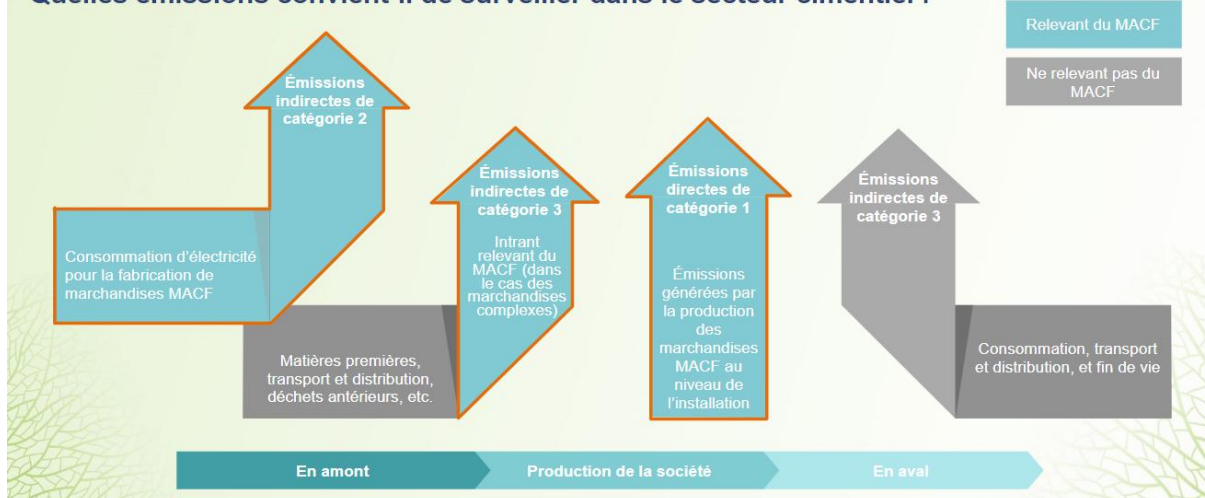 Quelles émissions convient-il de surveiller dans le secteur cimentier?
Relevant du MACF
Ne relevant pas du
MACF
Émissions
indirectes de
catégorie 2
Consommation d'électricité
pour la fabrication de
marchandises MACF
Émissions
indirectes de
catégorie 3
Intrant
relevant du
MACF (dans
le cas des
marchandises
complexes)
Matières premières,
transport et distribution,
déchets antérieurs, etc.
Émissions
directes de
catégorie 1
Émissions
générées par
la production
des
marchandises
MACF au
niveau de
l'installation
Émissions
indirectes de
catégorie 3
Consommation, transport
et distribution, et fin de vie
En amont
Production de la société
En aval